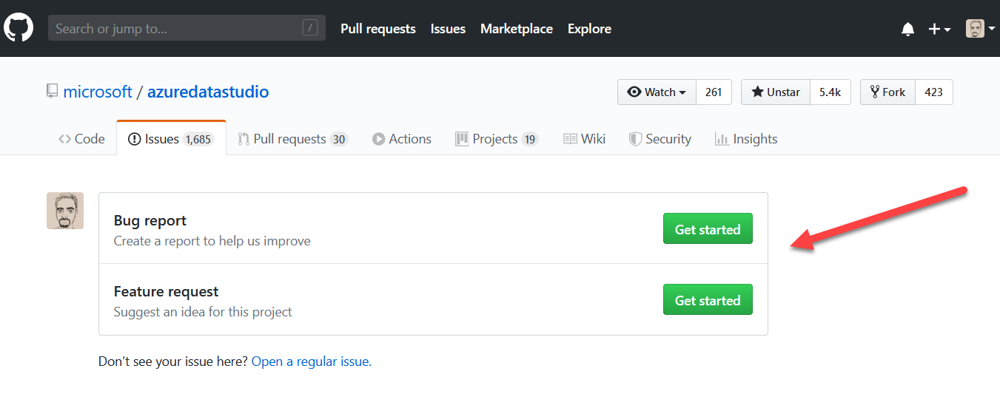 Search or jump to... /
Pull requests Issues Marketplace Explore
microsoft / azuredatastudio
Watch 261 Unstar 5.4k Fork 423
Code Issues 1,685 Pull requests 30 Actions Projects 19 Wiki Security Insights
Bug report
Create a report to help us improve
Get started
Feature request
Suggest an idea for this project
Get started
Don’t see your issue here? Open a regular issue.